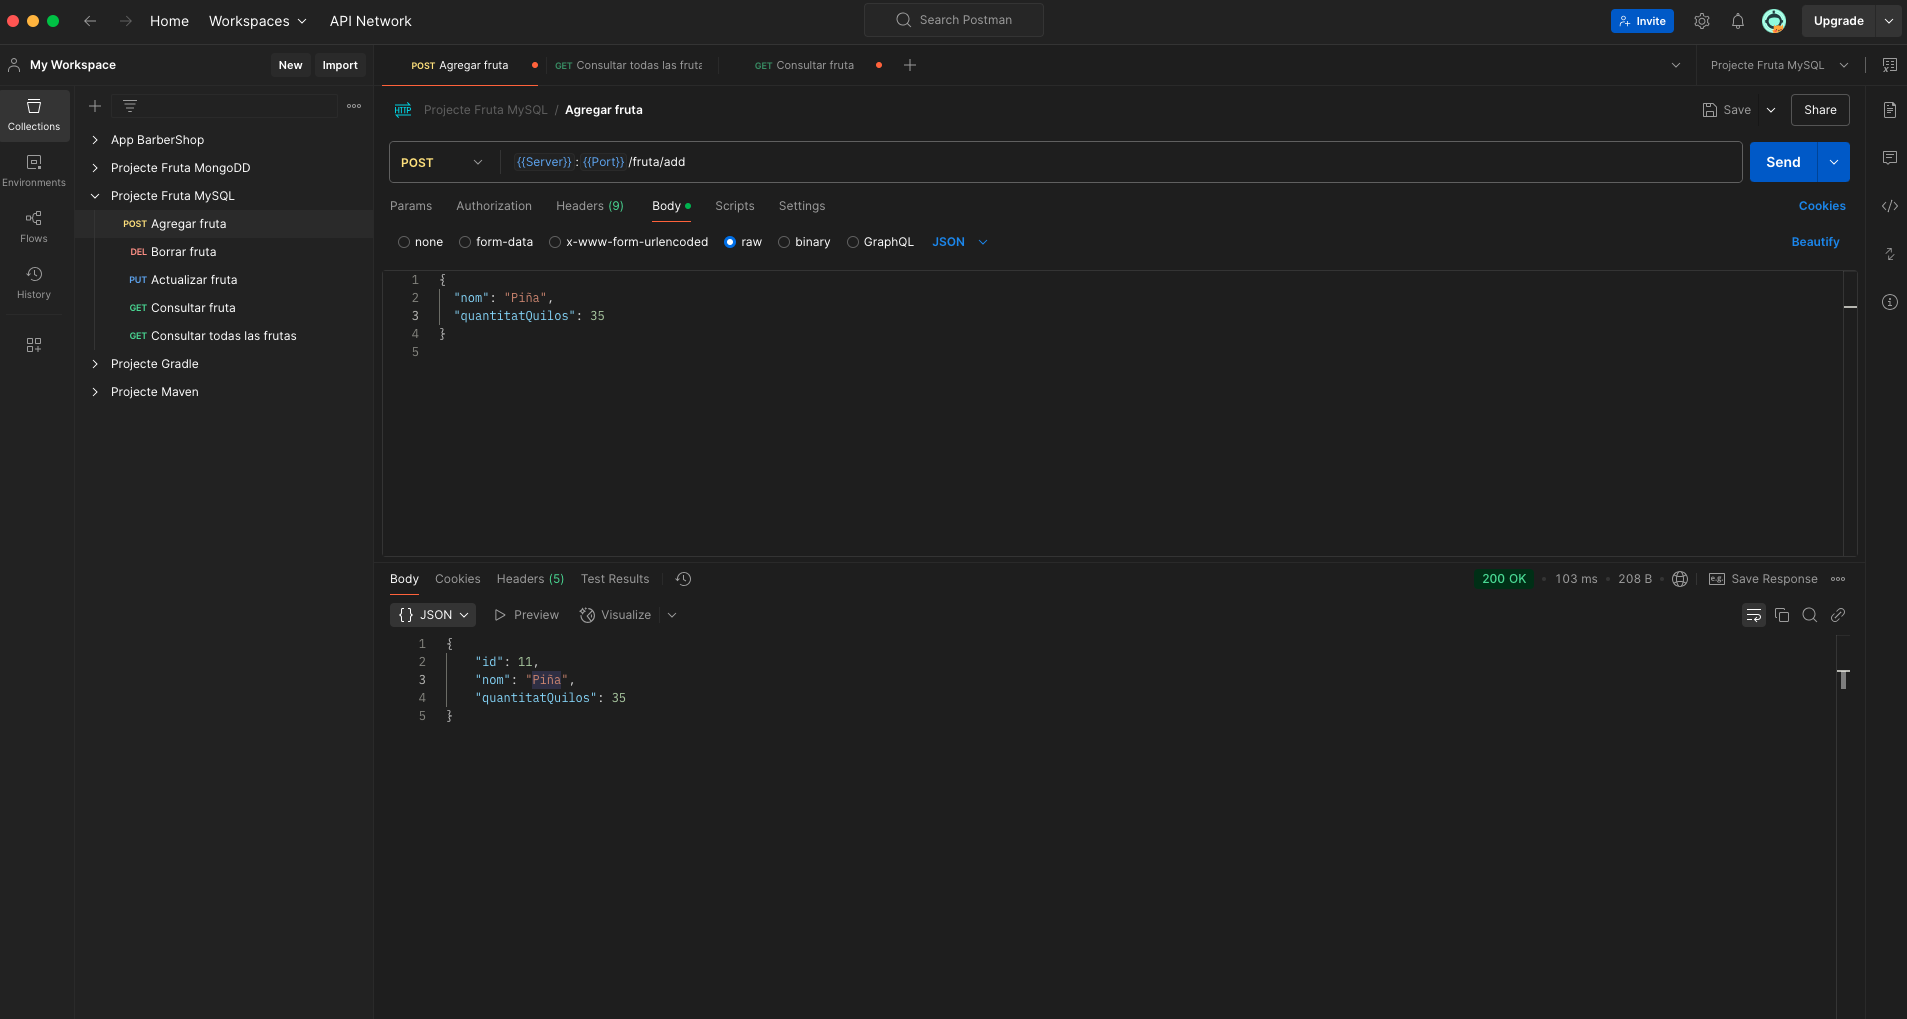 Home Workspaces API Network Search Postman Invite Upgrade
My Workspace New Import POST Agregar fruta GET Consultar todas las fruta GET Consultar fruta Projecte Fruta MySQL
Collections
Environments
Flows
History
App BarberShop
Projecte Fruta MongoDD
Projecte Fruta MySQL
POST Agregar fruta
DEL Borrar fruta
PUT Actualizar fruta
GET Consultar fruta
GET Consultar todas las frutas
Projecte Gradle
Projecte Maven
HTTP Projecte Fruta MySQL / Agregar fruta Save Share
POST {{Server}} : {{Port}} /fruta/add Send
Params Authorization Headers (9) Body Scripts Settings Cookies
none form-data x-www-form-urlencoded raw binary GraphQL JSON Beautify
1 {
2 "nom": "Piña",
3 "quantitatQuilos": 35
4 }
5
Body Cookies Headers (5) Test Results 200 OK • 103 ms • 208 B • e.g. Save Response
{} JSON Preview Visualize
1 {
2 "id": 11,
3 "nom": "Piña",
4 "quantitatQuilos": 35
5 }